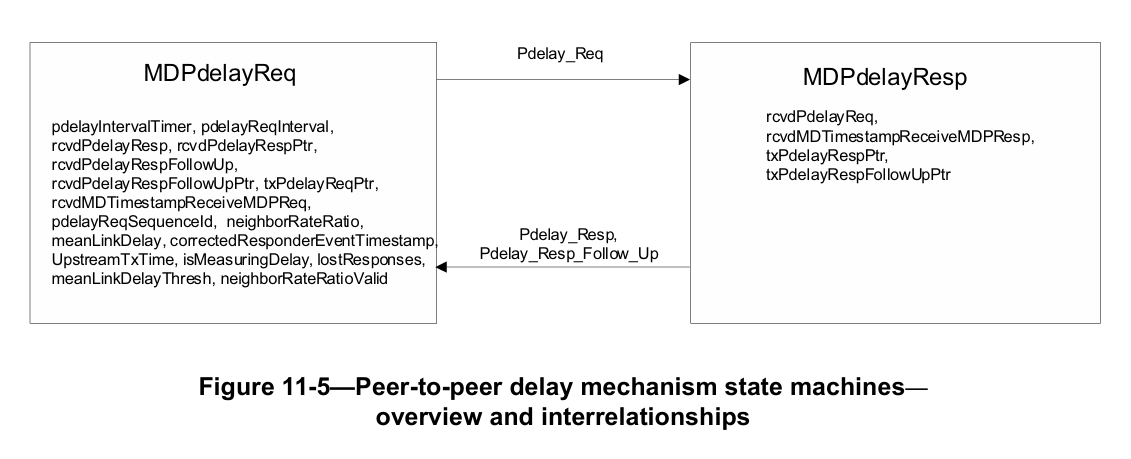 MDPdelayReq
pdelayIntervalTimer, pdelayReqInterval,
rcvdPdelayResp, rcvdPdelayRespPtr,
rcvdPdelayRespFollowUp,
rcvdPdelayRespFollowUpPtr, txPdelayReqPtr,
rcvdMDTimestampReceiveMDPReq,
pdelayReqSequenceId, neighborRateRatio,
meanLinkDelay, correctedResponderEventTimestamp,
UpstreamTxTime, isMeasuringDelay, lostResponses,
meanLinkDelayThresh, neighborRateRatioValid
Pdelay_Req
Pdelay_Resp,
Pdelay_Resp_Follow_Up
MDPdelayResp
rcvdPdelayReq,
rcvdMDTimestampReceiveMDPResp,
txPdelayRespPtr,
txPdelayRespFollowUpPtr
Figure 11-5—Peer-to-peer delay mechanism state machines—
overview and interrelationships